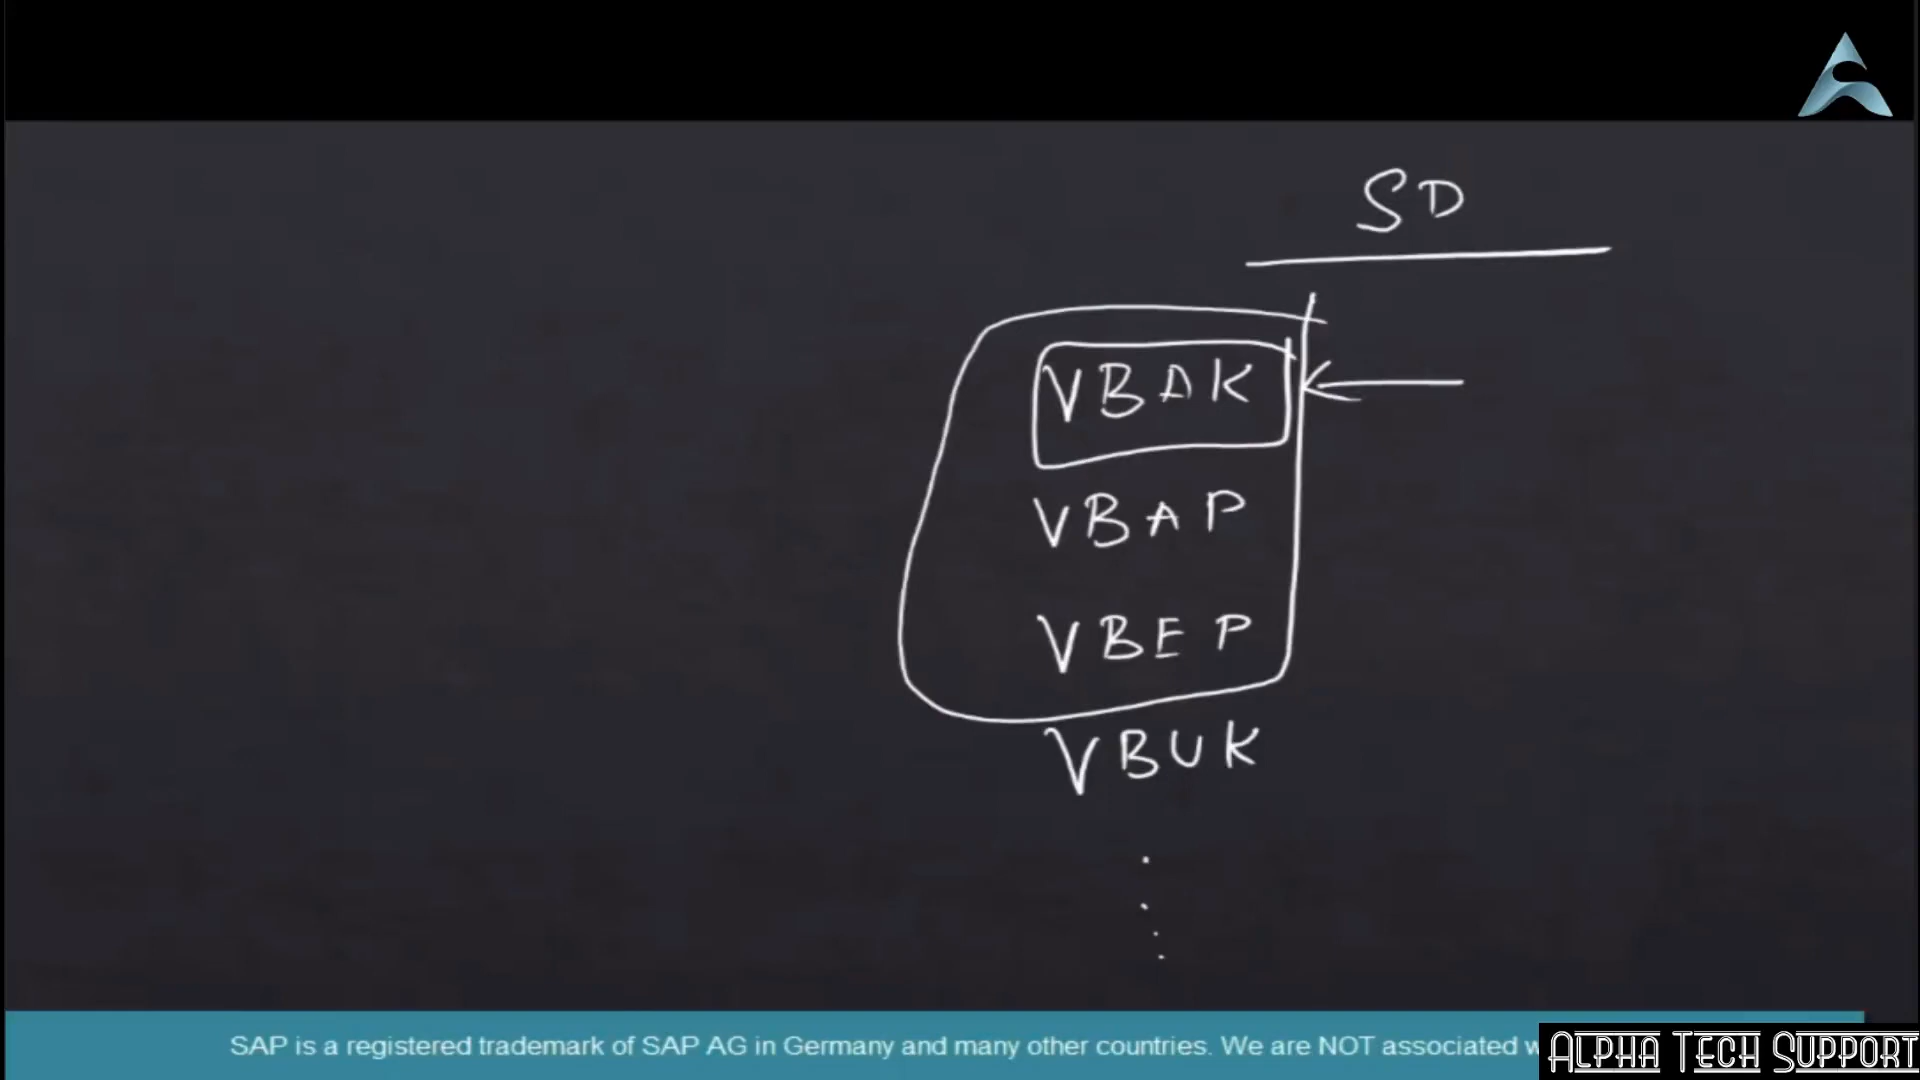 SD
VBAK
VBAP
VBEP
VBUK
SAP is a registered trademark of SAP AG in Germany and many other countries. We are NOT associated w
ALPHA TECH SUPPORT